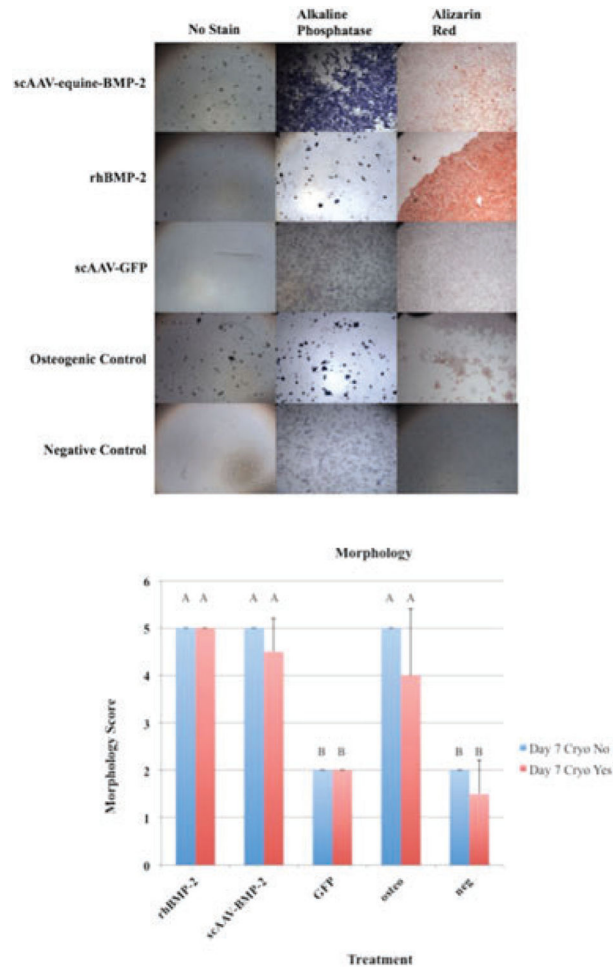 No Stain
Alkaline Phosphatase
Alizarin Red
scAAV-equine-BMP-2
rhBMP-2
scAAV-GFP
Osteogenic Control
Negative Control
Morphology
6
5
4
3
2
1
0
Morphology Score
A A
A A
B B
A A
B B
rhBMP-2
scAAV-BMP-2
GFP
osteo
neg
Day 7 Cryo No
Day 7 Cryo Yes
Treatment